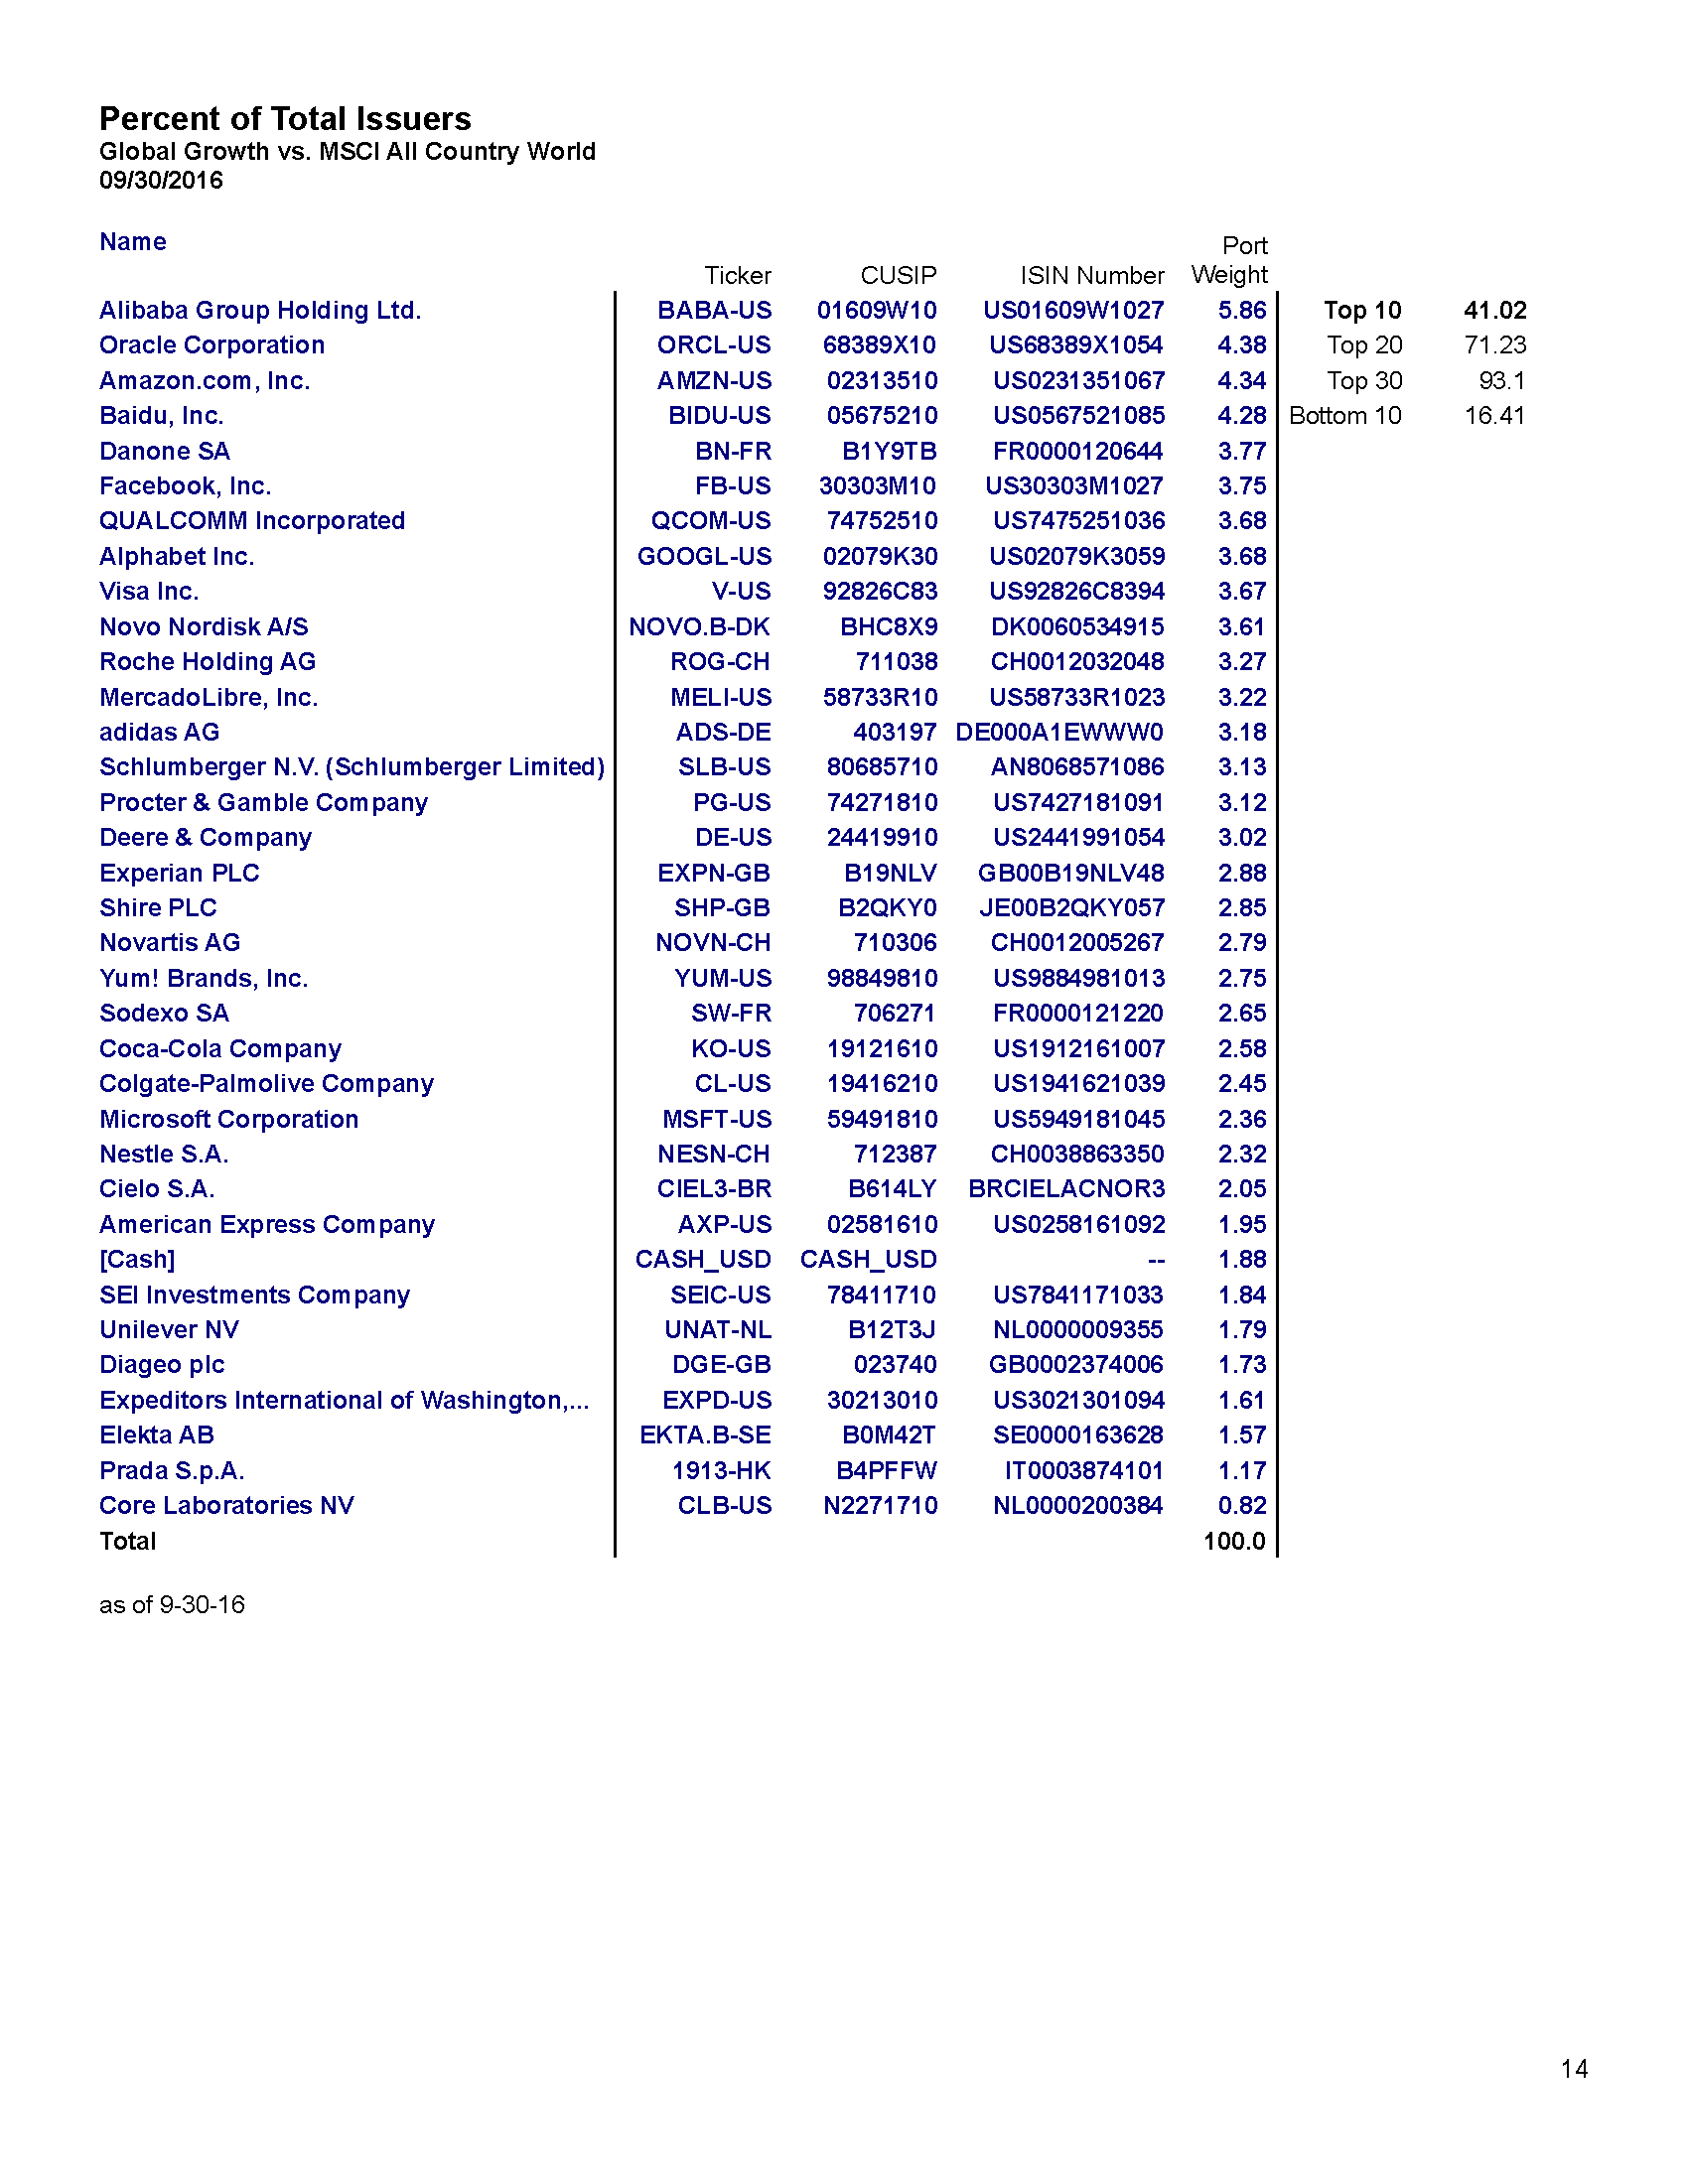 Percent of Total Issuers
Global Growth vs. MSCI All Country World
09/30/2016
Name Ticker CUSIP ISIN Number Port Weight
Alibaba Group Holding Ltd. BABA-US 01609W10 US01609W1027 5.86 Top 10 41.02
Oracle Corporation ORCL-US 68389X10 US68389X1054 4.38 Top 20 71.23
Amazon.com, Inc. AMZN-US 02313510 US0231351067 4.34 Top 30 93.1
Baidu, Inc. BIDU-US 05675210 US0567521085 4.28 Bottom 10 16.41
Danone SA BN-FR B1Y9TB FR0000120644 3.77
Facebook, Inc. FB-US 30303M10 US30303M1027 3.75
QUALCOMM Incorporated QCOM-US 74752510 US7475251036 3.68
Alphabet Inc. GOOGL-US 02079K30 US02079K3059 3.68
Visa Inc. V-US 92826C83 US92826C8394 3.67
Novo Nordisk A/S NOVO.B-DK BHC8X9 DK0060534915 3.61
Roche Holding AG ROG-CH 711038 CH0012032048 3.27
MercadoLibre, Inc. MELI-US 58733R10 US58733R1023 3.22
adidas AG ADS-DE 403197 DE000A1EWWW0 3.18
Schlumberger N.V. (Schlumberger Limited) SLB-US 80685710 AN8068571086 3.13
Procter & Gamble Company PG-US 74271810 US7427181091 3.12
Deere & Company DE-US 24419910 US2441991054 3.02
Experian PLC EXPN-GB B19NLV GB00B19NLV48 2.88
Shire PLC SHP-GB B2QKY0 JE00B2QKY057 2.85
Novartis AG NOVN-CH 710306 CH0012005267 2.79
Yum! Brands, Inc. YUM-US 98849810 US9884981013 2.75
Sodexo SA SW-FR 706271 FR0000121220 2.65
Coca-Cola Company KO-US 19121610 US1912161007 2.58
Colgate-Palmolive Company CL-US 19416210 US1941621039 2.45
Microsoft Corporation MSFT-US 59491810 US5949181045 2.36
Nestle S.A. NESN-CH 712387 CH0038863350 2.32
Cielo S.A. CIEL3-BR B614LY BRCIELACNOR3 2.05
American Express Company AXP-US 02581610 US0258161092 1.95
[Cash] CASH_USD CASH_USD -- 1.88
SEI Investments Company SEIC-US 78411710 US7841171033 1.84
Unilever NV UNAT-NL B12T3J NL0000009355 1.79
Diageo plc DGE-GB 023740 GB0002374006 1.73
Expeditors International of Washington,... EXPD-US 30213010 US3021301094 1.61
Elekta AB EKTA.B-SE B0M42T SE0000163628 1.57
Prada S.p.A. 1913-HK B4PFFW IT0003874101 1.17
Core Laboratories NV CLB-US N2271710 NL0000200384 0.82
Total 100.0
as of 9-30-16
14